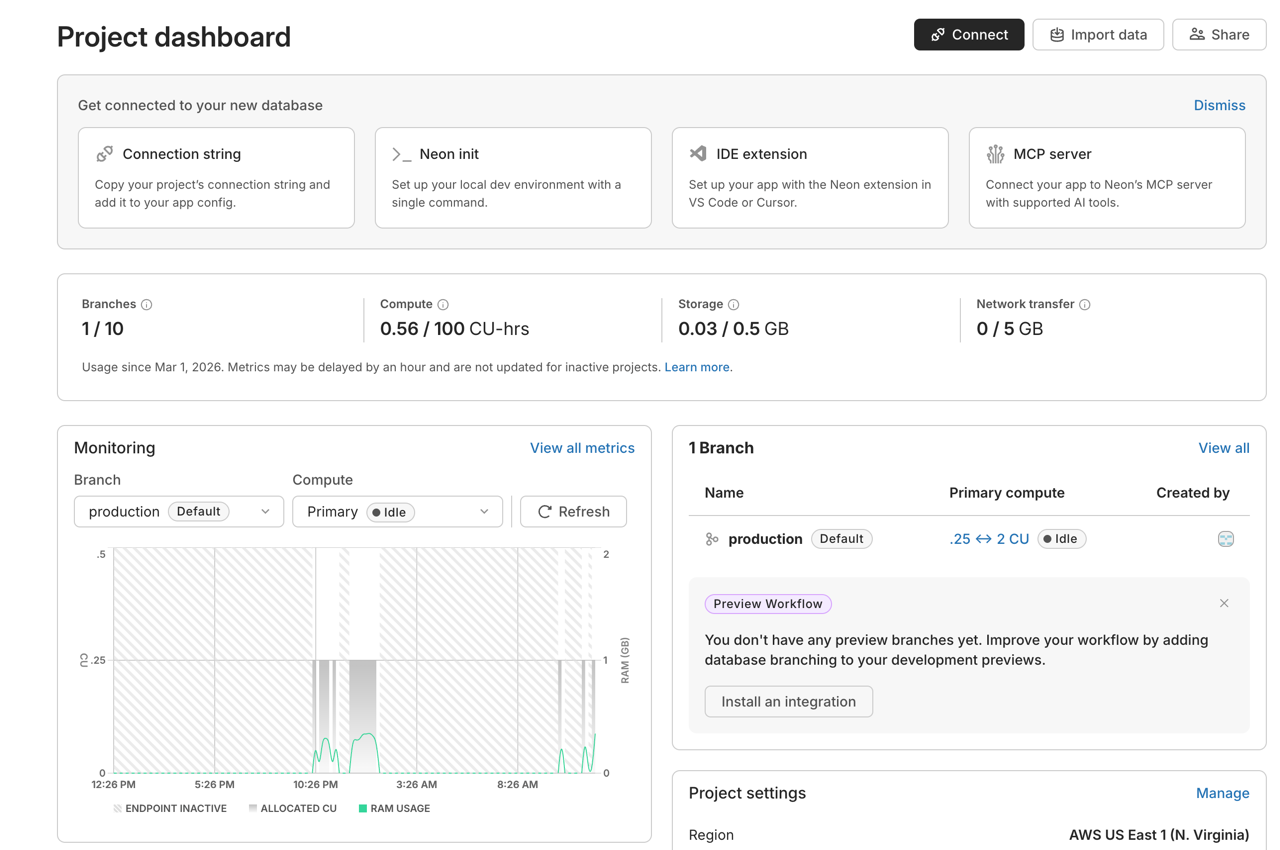 Project dashboard
Connect
Import data
Share
Get connected to your new database
Dismiss
Connection string
Copy your project’s connection string and
add it to your app config.
Neon init
Set up your local dev environment with a
single command.
IDE extension
Set up your app with the Neon extension in
VS Code or Cursor.
MCP server
Connect your app to Neon’s MCP server
with supported AI tools.
Branches
1 / 10
Compute
0.56 / 100 CU-hrs
Storage
0.03 / 0.5 GB
Network transfer
0 / 5 GB
Usage since Mar 1, 2026. Metrics may be delayed by an hour and are not updated for inactive projects. Learn more.
Monitoring
View all metrics
Branch
Compute
production Default
Primary Idle
Refresh
.5
2
CU
.25
1
RAM (GB)
0
0
12:26 PM 5:26 PM 10:26 PM 3:26 AM 8:26 AM
ENDPOINT INACTIVE ALLOCATED CU RAM USAGE
1 Branch
View all
Name Primary compute Created by
production Default .25 ↔ 2 CU Idle
Preview Workflow
You don't have any preview branches yet. Improve your workflow by adding
database branching to your development previews.
Install an integration
Project settings
Manage
Region AWS US East 1 (N. Virginia)